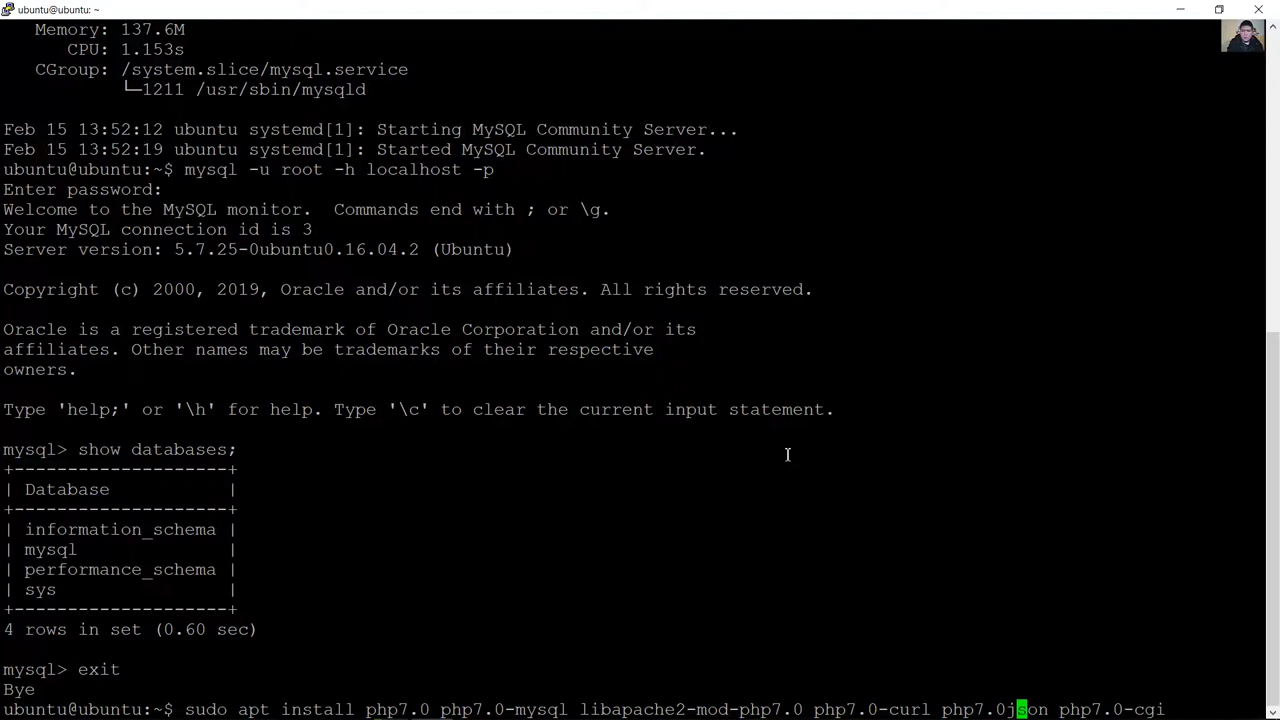 ubuntu@ubuntu: ~
Memory: 137.6M
CPU: 1.153s
CGroup: /system.slice/mysql.service
└─1211 /usr/sbin/mysqld
Feb 15 13:52:12 ubuntu systemd[1]: Starting MySQL Community Server...
Feb 15 13:52:19 ubuntu systemd[1]: Started MySQL Community Server.
ubuntu@ubuntu:~$ mysql -u root -h localhost -p
Enter password:
Welcome to the MySQL monitor.  Commands end with ; or \g.
Your MySQL connection id is 3
Server version: 5.7.25-0ubuntu0.16.04.2 (Ubuntu)
Copyright (c) 2000, 2019, Oracle and/or its affiliates. All rights reserved.
Oracle is a registered trademark of Oracle Corporation and/or its
affiliates. Other names may be trademarks of their respective
owners.
Type 'help;' or '\h' for help. Type '\c' to clear the current input statement.
mysql> show databases;
+--------------------+
| Database           |
+--------------------+
| information_schema |
| mysql              |
| performance_schema |
| sys                |
+--------------------+
4 rows in set (0.60 sec)
mysql> exit
Bye
ubuntu@ubuntu:~$ sudo apt install php7.0 php7.0-mysql libapache2-mod-php7.0 php7.0-curl php7.0json php7.0-cgi